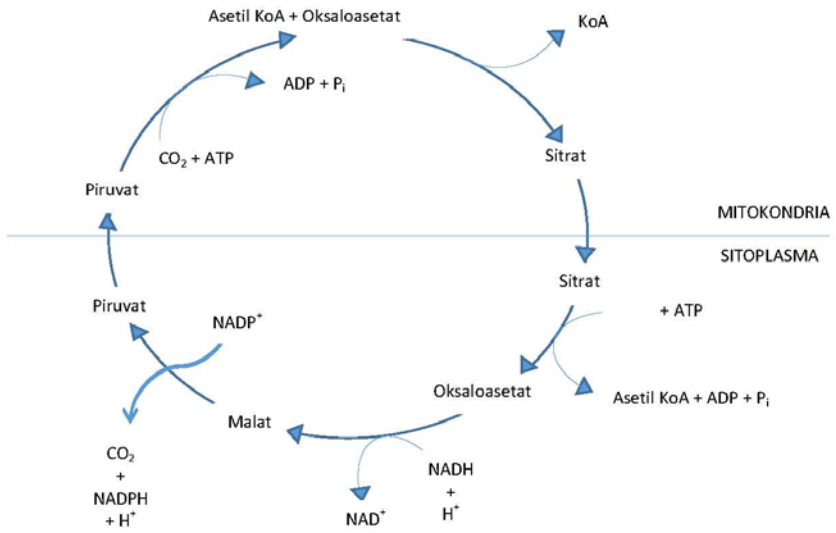 Asetil KoA + Oksaloasetat
KoA
ADP + Pi
CO₂ + ATP
Sitrat
Piruvat
MITOKONDRIA
SITOPLASMA
Sitrat
Piruvat
NADP⁺
+ ATP
Oksaloasetat
Asetil KoA + ADP + Pi
Malat
CO₂
+
NADPH
+ H⁺
NADH
+
H⁺
NAD⁺